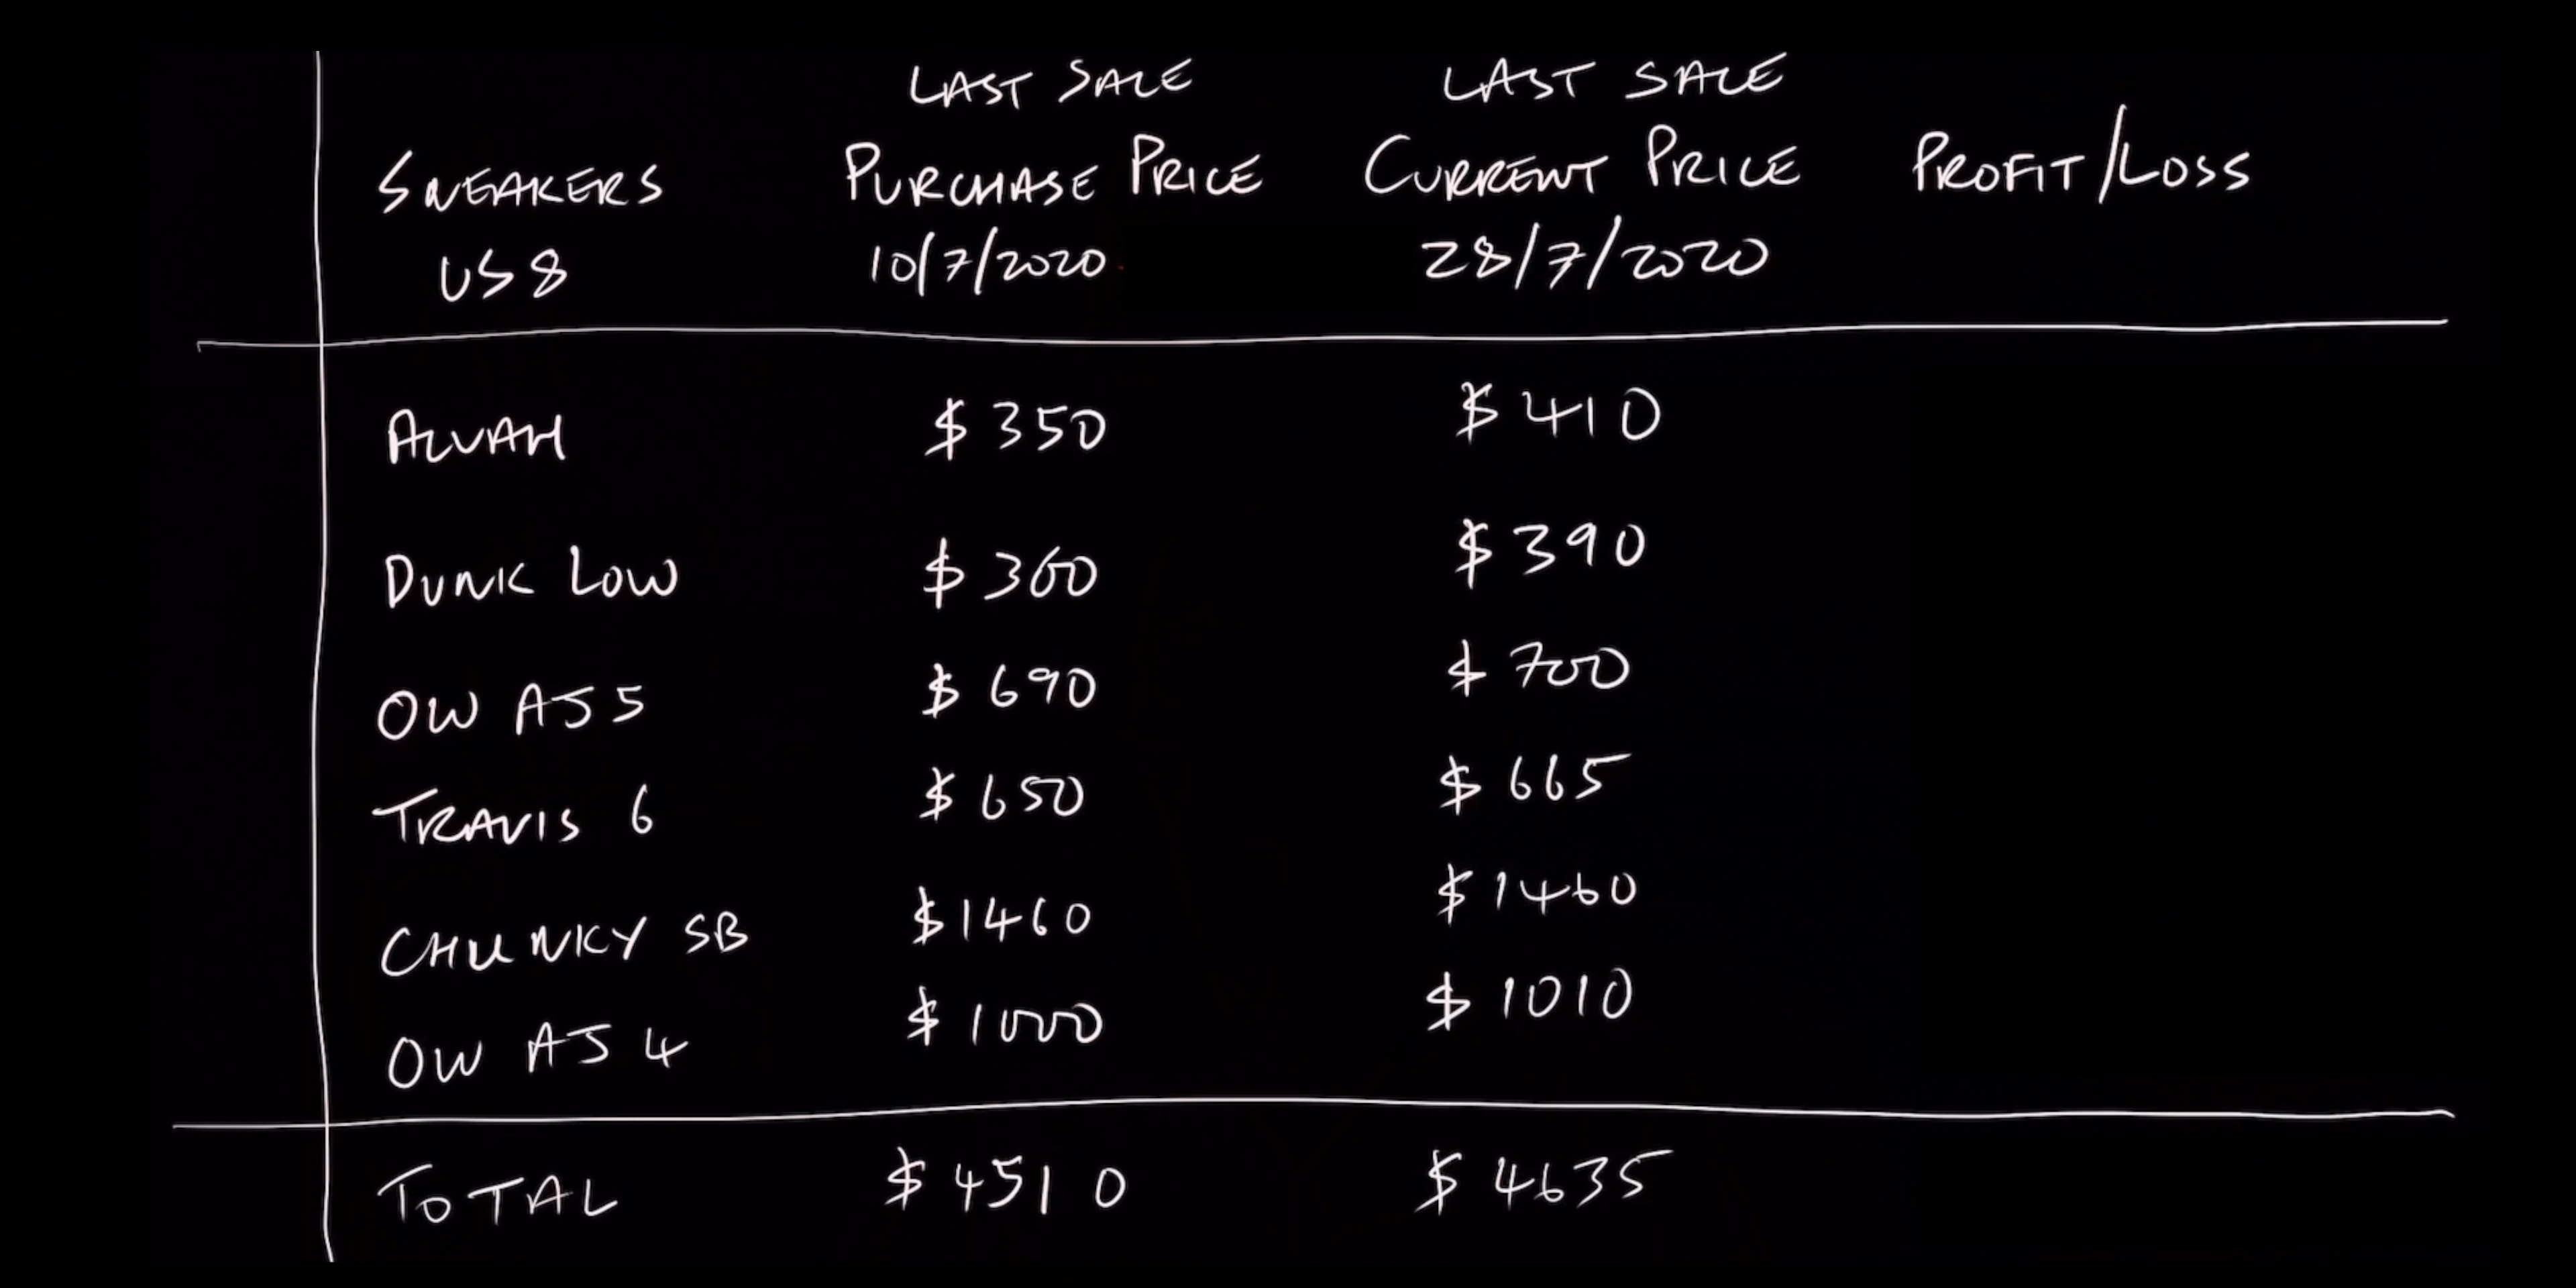 LAST SALE LAST SALE
SNEAKERS PURCHASE PRICE CURRENT PRICE PROFIT/LOSS
US 8 10/7/2020 28/7/2020
ALVAH $350 $410
DUNK LOW $360 $390
OW AJ5 $690 $700
TRAVIS 6 $650 $665
CHUNKY SB $1460 $1460
OW AJ4 $1000 $1010
TOTAL $4510 $4635